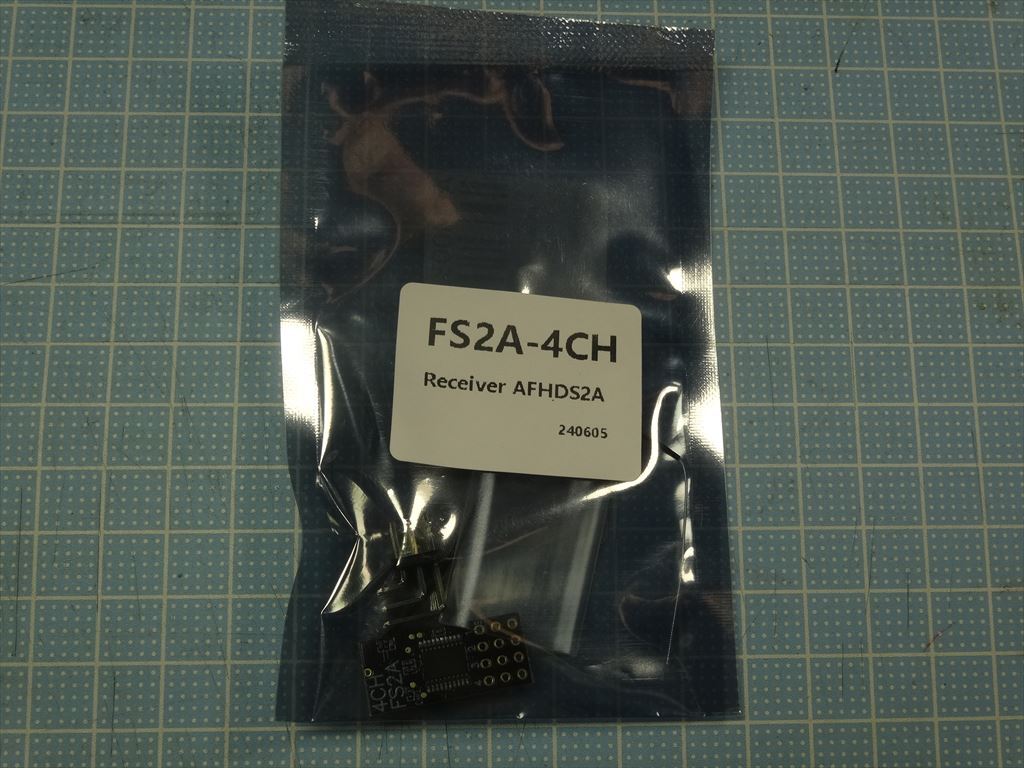 FS2A-4CH
Receiver AFHDS2A
240605
4CH
FS2A